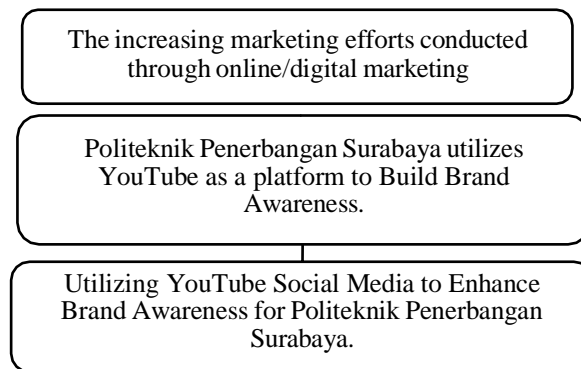 The increasing marketing efforts conducted
through online/digital marketing
Politeknik Penerbangan Surabaya utilizes
YouTube as a platform to Build Brand
Awareness.
Utilizing YouTube Social Media to Enhance
Brand Awareness for Politeknik Penerbangan
Surabaya.